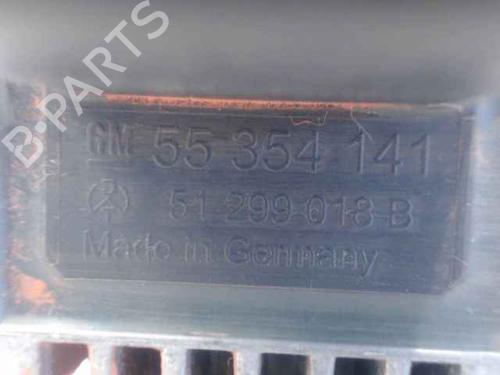 B-PARTS
GM 55 354 141
51 299 018 B
Made in Germany